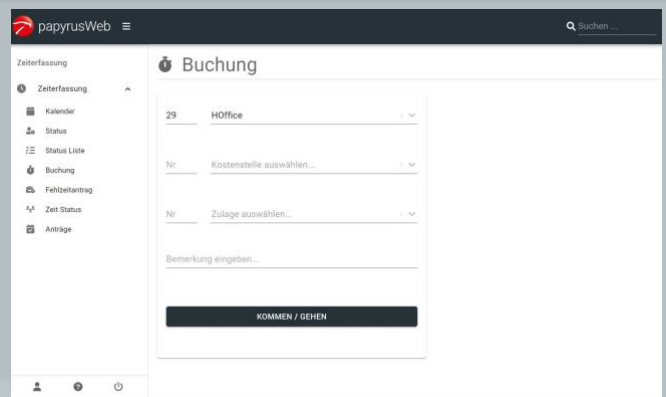 papyrusWeb
Suchen ...
Zeiterfassung
Zeiterfassung
Kalender
Status
Status Liste
Buchung
Fehlzeitantrag
Zeit Status
Anträge
Buchung
29 HOffice
Nr Kostenstelle auswählen...
Nr Zulage auswählen...
Bemerkung eingeben...
KOMMEN / GEHEN